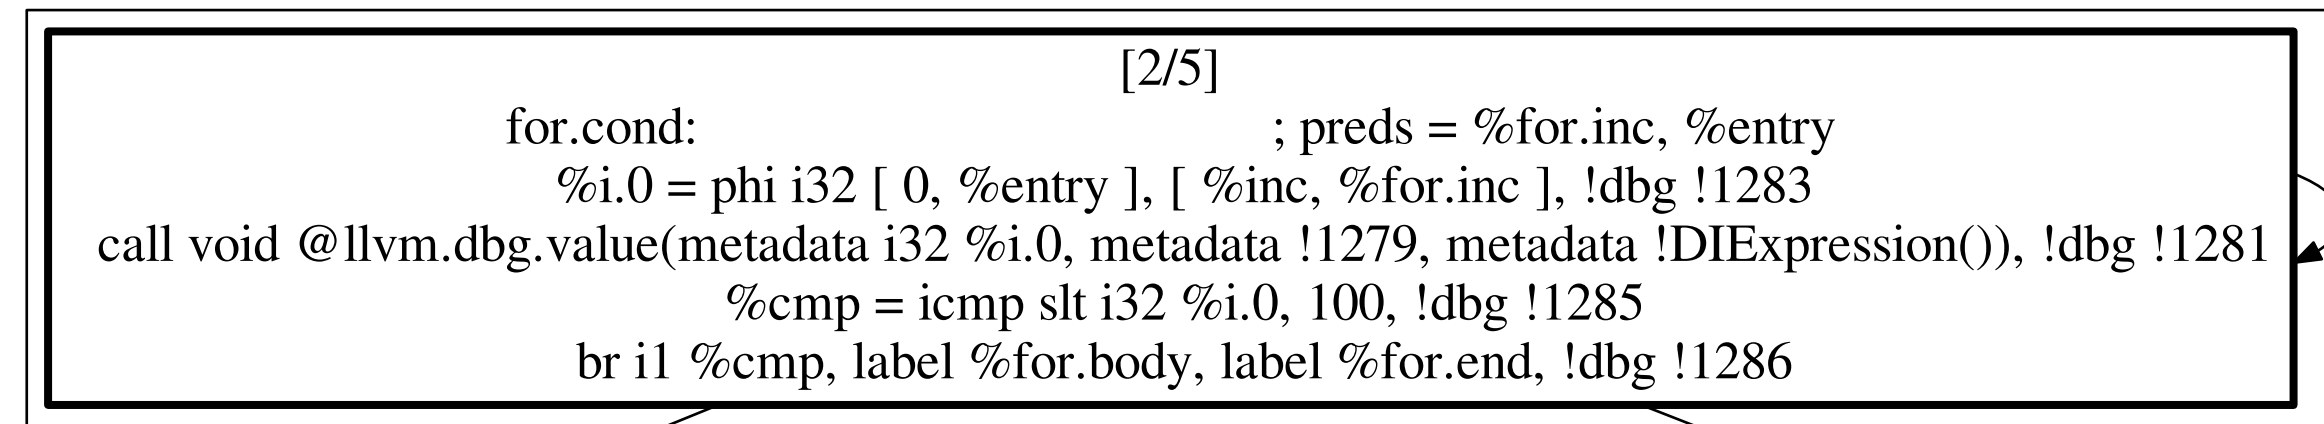 [2/5]
for.cond: ; preds = %for.inc, %entry
%i.0 = phi i32 [ 0, %entry ], [ %inc, %for.inc ], !dbg !1283
call void @llvm.dbg.value(metadata i32 %i.0, metadata !1279, metadata !DIExpression()), !dbg !1281
%cmp = icmp slt i32 %i.0, 100, !dbg !1285
br i1 %cmp, label %for.body, label %for.end, !dbg !1286